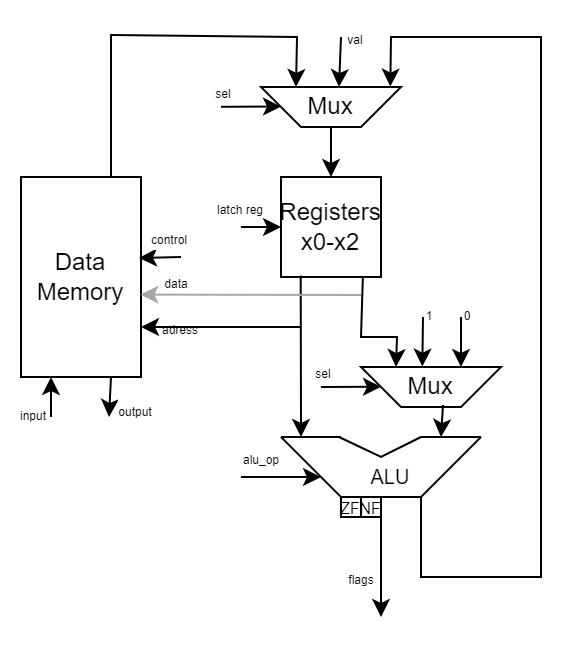 val
sel
Mux
latch reg
Registers
x0-x2
control
Data
Memory
data
adress
1
0
sel
Mux
input
output
alu_op
ALU
ZF
NF
flags